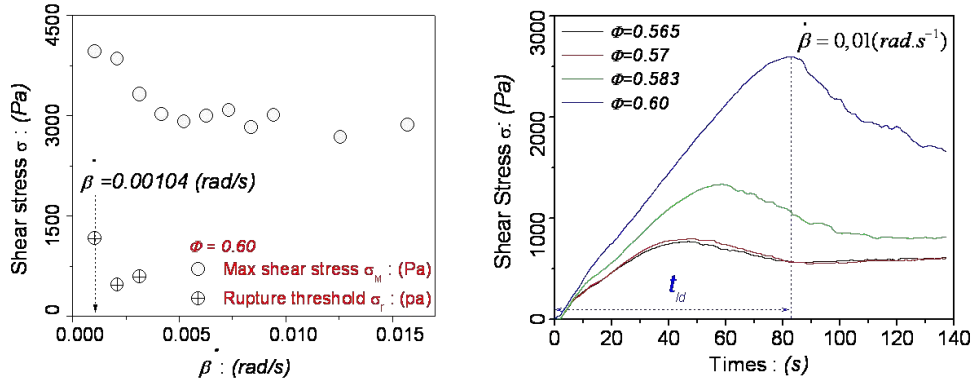 4500
3000
1500
0
Shear stress σ : (Pa)
β̇ =0.00104 (rad/s)
Φ = 0.60
Max shear stress σM : (Pa)
Rupture threshold σr : (pa)
0.000 0.005 0.010 0.015
β̇ : (rad/s)
3000
2000
1000
0
Shear Stress σ: (Pa)
Φ=0.565
Φ=0.57
Φ=0.583
Φ=0.60
β̇ = 0,01(rad.s⁻¹)
tld
0 20 40 60 80 100 120 140
Times : (s)